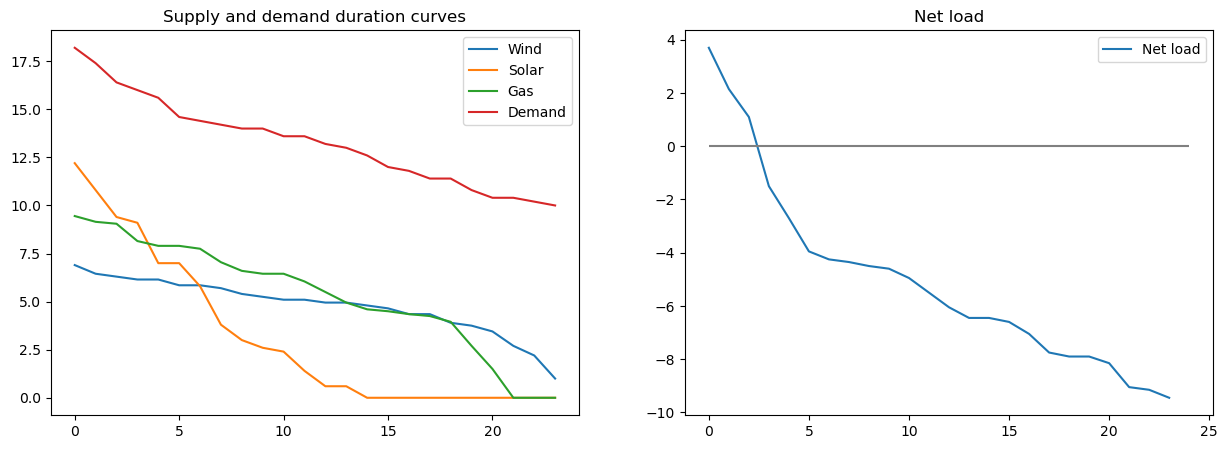 Supply and demand duration curves
17.5
15.0
12.5
10.0
7.5
5.0
2.5
0.0
0 5 10 15 20
Wind
Solar
Gas
Demand
Net load
4
2
0
−2
−4
−6
−8
−10
0 5 10 15 20 25
Net load